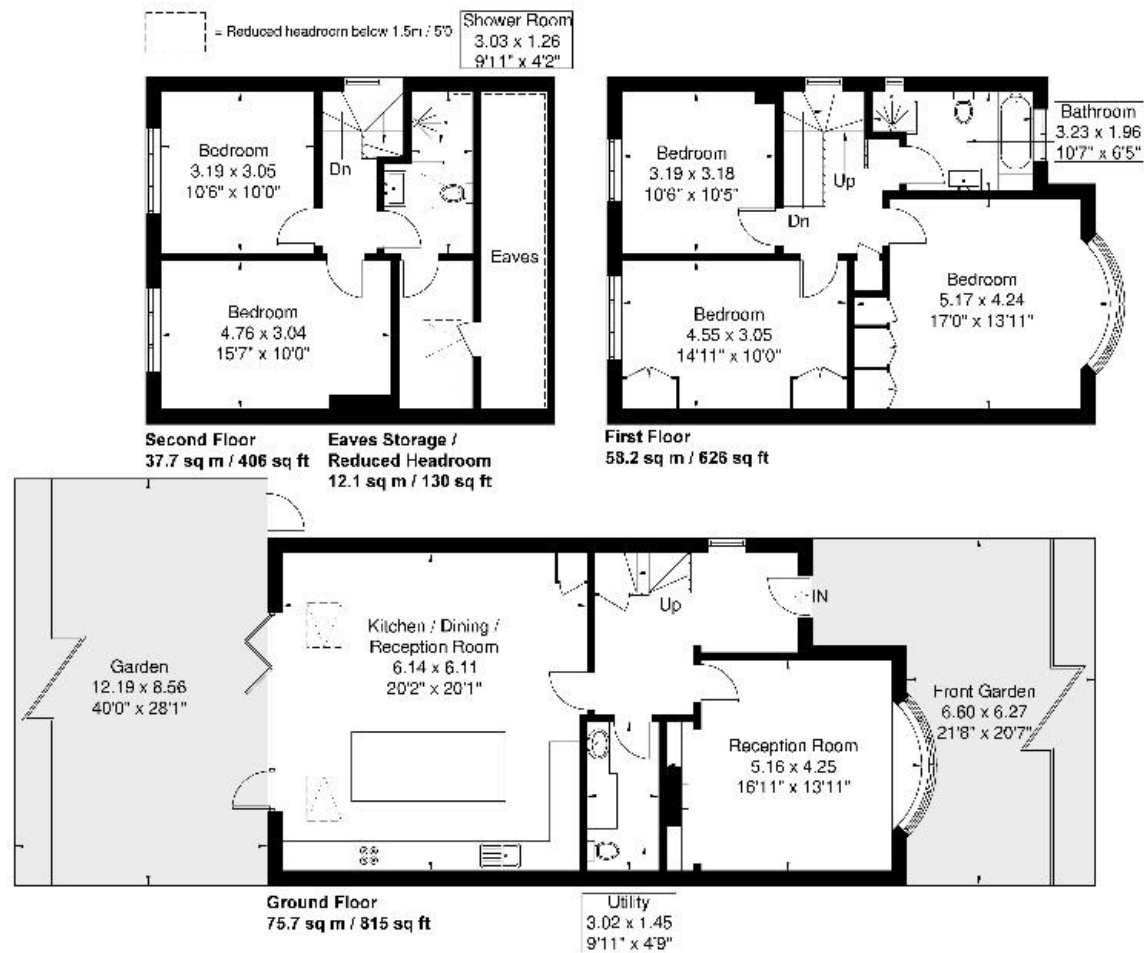 = Reduced headroom below 1.5m / 5'0
Shower Room
3.03 x 1.26
9'11" x 4'2"
Bedroom
3.19 x 3.05
10'6" x 10'0"
Dn
Eaves
Bedroom
4.76 x 3.04
15'7" x 10'0"
Second Floor
37.7 sq m / 406 sq ft
Eaves Storage /
Reduced Headroom
12.1 sq m / 130 sq ft
Bedroom
3.19 x 3.18
10'6" x 10'5"
Up
Dn
Bathroom
3.23 x 1.96
10'7" x 6'5"
Bedroom
4.55 x 3.05
14'11" x 10'0"
Bedroom
5.17 x 4.24
17'0" x 13'11"
First Floor
58.2 sq m / 626 sq ft
Garden
12.19 x 8.56
40'0" x 28'1"
Kitchen / Dining /
Reception Room
6.14 x 6.11
20'2" x 20'1"
Up
IN
Reception Room
5.16 x 4.25
16'11" x 13'11"
Front Garden
6.60 x 6.27
21'8" x 20'7"
Ground Floor
75.7 sq m / 815 sq ft
Utility
3.02 x 1.45
9'11" x 4'9"